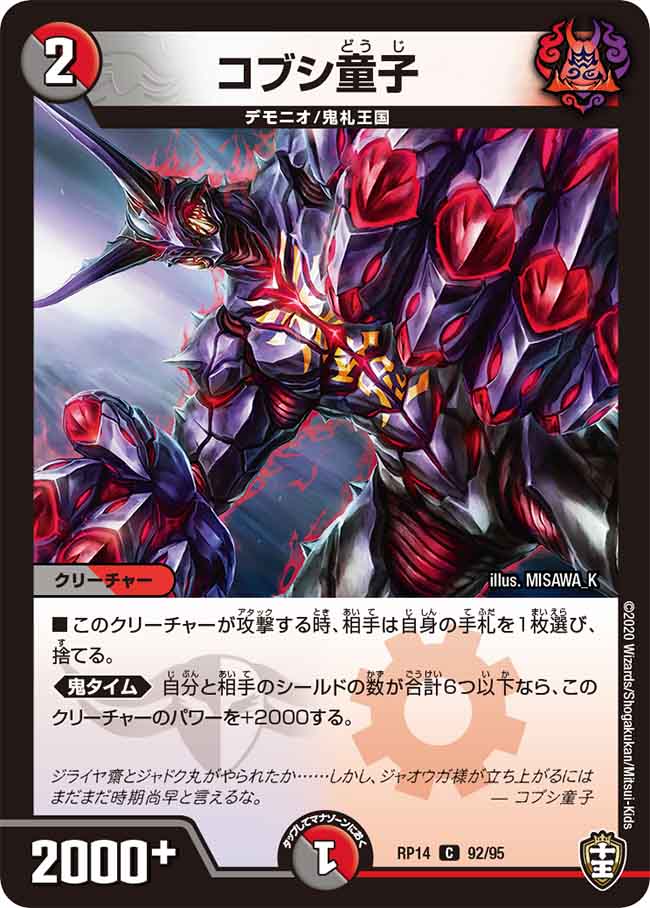 2
コブシ童子
どうじ
デモニオ/鬼札王国
クリーチャー
illus. MISAWA_K
■このクリーチャーが攻撃する時、相手は自身の手札を1枚選び、
捨てる。
鬼タイム 自分と相手のシールドの数が合計6つ以下なら、この
クリーチャーのパワーを+2000する。
ジライヤ齋とジャドク丸がやられたか……しかし、ジャオウガ様が立ち上がるには
まだまだ時期尚早と言えるな。 — コブシ童子
2000+
タップしてマナゾーンにおく
1
RP14 C 92/95
©2020 Wizards/Shogakukan/Mitsui-Kids